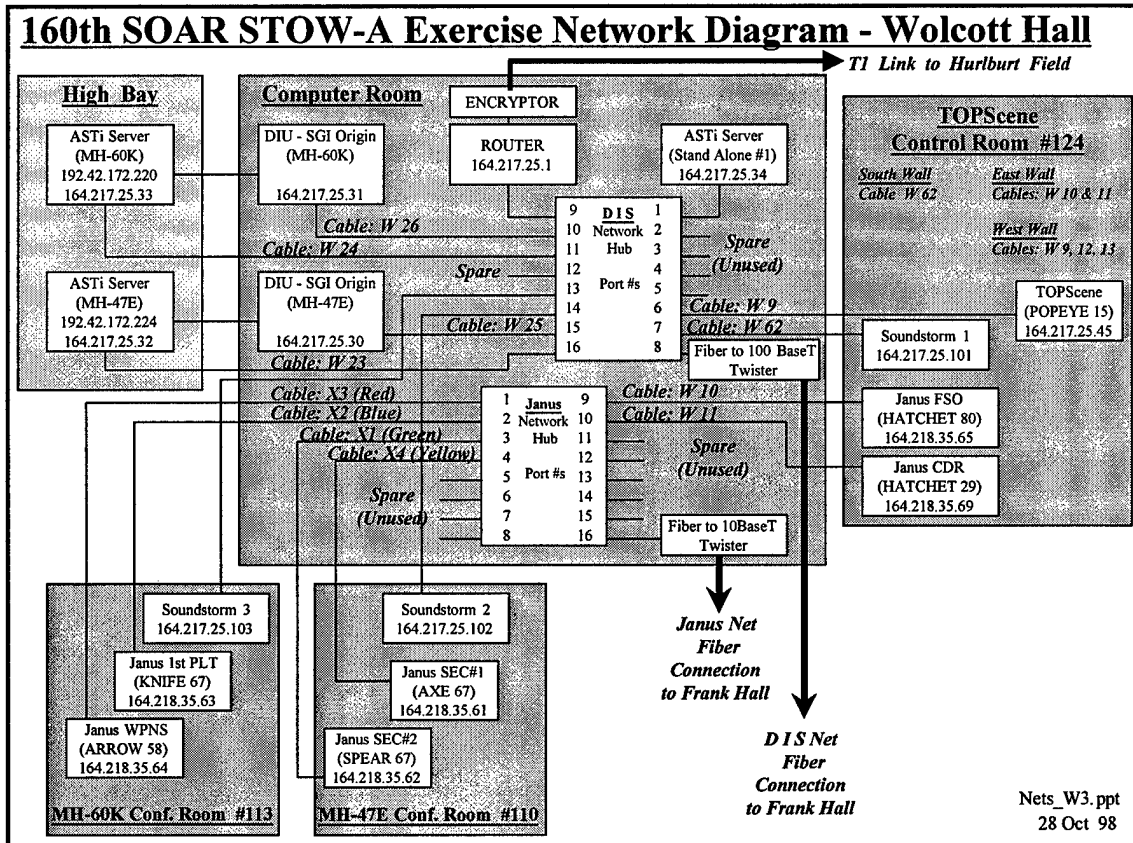 160th SOAR STOW-A Exercise Network Diagram - Wolcott Hall
T1 Link to Hurlburt Field
High Bay
ASTi Server
(MH-60K)
192.42.172.220
164.217.25.33
ASTi Server
(MH-47E)
192.42.172.224
164.217.25.32
Computer Room
ENCRYPTOR
ROUTER
164.217.25.1
DIU - SGI Origin
(MH-60K)
164.217.25.31
ASTi Server
(Stand Alone #1)
164.217.25.34
DIU - SGI Origin
(MH-47E)
164.217.25.30
Cable: W 26
Cable: W 24
Spare
Cable: W 25
Cable: W 23
9 DIS 1
10 Network 2
11 Hub 3
12 4
13 Port #s 5
14 6
15 7
16 8
Spare
(Unused)
Cable: W 9
Cable: W 62
Fiber to 100 BaseT
Twister
Cable: X3 (Red)
Cable: X2 (Blue)
Cable: X1 (Green)
Cable: X4 (Yellow)
Spare
(Unused)
1 Janus 9
2 Network 10
3 Hub 11
4 12
5 Port #s 13
6 14
7 15
8 16
Cable: W 10
Cable: W 11
Spare
(Unused)
Fiber to 10BaseT
Twister
TOPScene
Control Room #124
South Wall
Cable W 62
East Wall
Cables: W 10 & 11
West Wall
Cables: W 9, 12, 13
TOPScene
(POPEYE 15)
164.217.25.45
Soundstorm 1
164.217.25.101
Janus FSO
(HATCHET 80)
164.218.35.65
Janus CDR
(HATCHET 29)
164.218.35.69
Soundstorm 3
164.217.25.103
Janus 1st PLT
(KNIFE 67)
164.218.35.63
Janus WPNS
(ARROW 58)
164.218.35.64
MH-60K Conf. Room #113
Soundstorm 2
164.217.25.102
Janus SEC#1
(AXE 67)
164.218.35.61
Janus SEC#2
(SPEAR 67)
164.218.35.62
MH-47E Conf. Room #110
Janus Net
Fiber
Connection
to Frank Hall
D I S Net
Fiber
Connection
to Frank Hall
Nets_W3.ppt
28 Oct 98